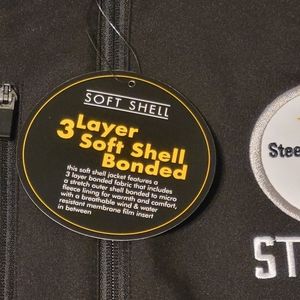 SOFT SHELL
3 Layer
Soft Shell
Bonded
this soft shell jacket features a
3 layer bonded fabric that includes
a stretch outer shell bonded to micro
fleece lining for warmth and comfort,
with a breathable wind & water
resistant membrane film insert
in between
Stee
ST